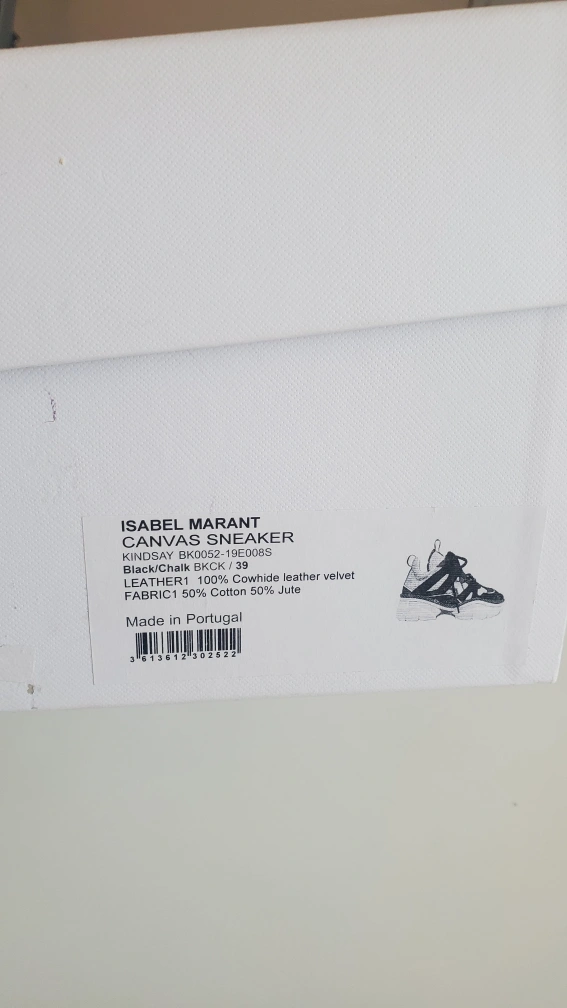 ISABEL MARANT
CANVAS SNEAKER
KINDSAY BK0052-19E008S
Black/Chalk BKCK / 39
LEATHER1 100% Cowhide leather velvet
FABRIC1 50% Cotton 50% Jute
Made in Portugal
3 613612 302522